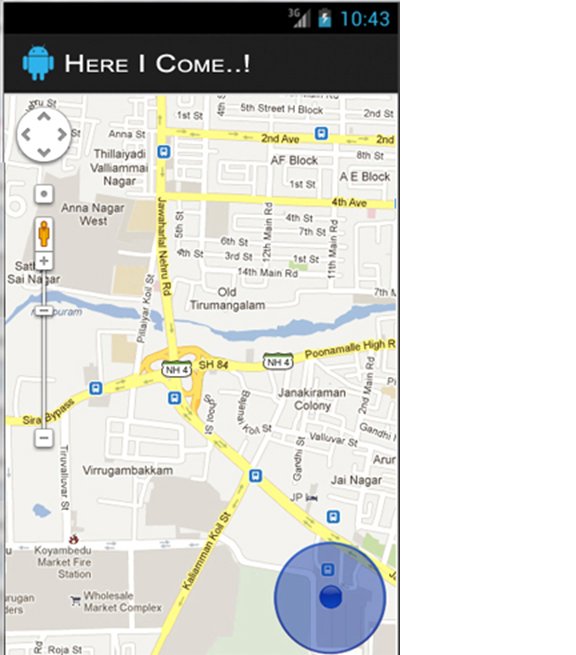 3G 10:43
HERE I COME..!
1st St
5th Street H Block
2nd St
Anna St
2nd Ave
2nd
Thillaiyadi
Valliammai
Nagar
AF Block
8th St
1st St
A E Block
4th Ave
Anna Nagar
West
Jawaharlal Nehru Rd
5th St
12th Main Rd
4th St
7th St
11th Main Rd
6th St
3rd St
1st St
14th Main Rd
Sai Nagar
Old
Tirumangalam
Pillaiyar Koil St
NH 4
SH 84
NH 4
Poonamalle High R
Janakiraman
Colony
2nd Main Rd
Sira Bypass
School St
Koil St
Valluvar St
Gandhi
Gandhi St
Tiruvalluvar St
Virrugambakkam
Jai Nagar
JP
Kaliamman Koil St
Koyambedu
Market Fire
Station
Wholesale
Market Complex
Roja St
Rd